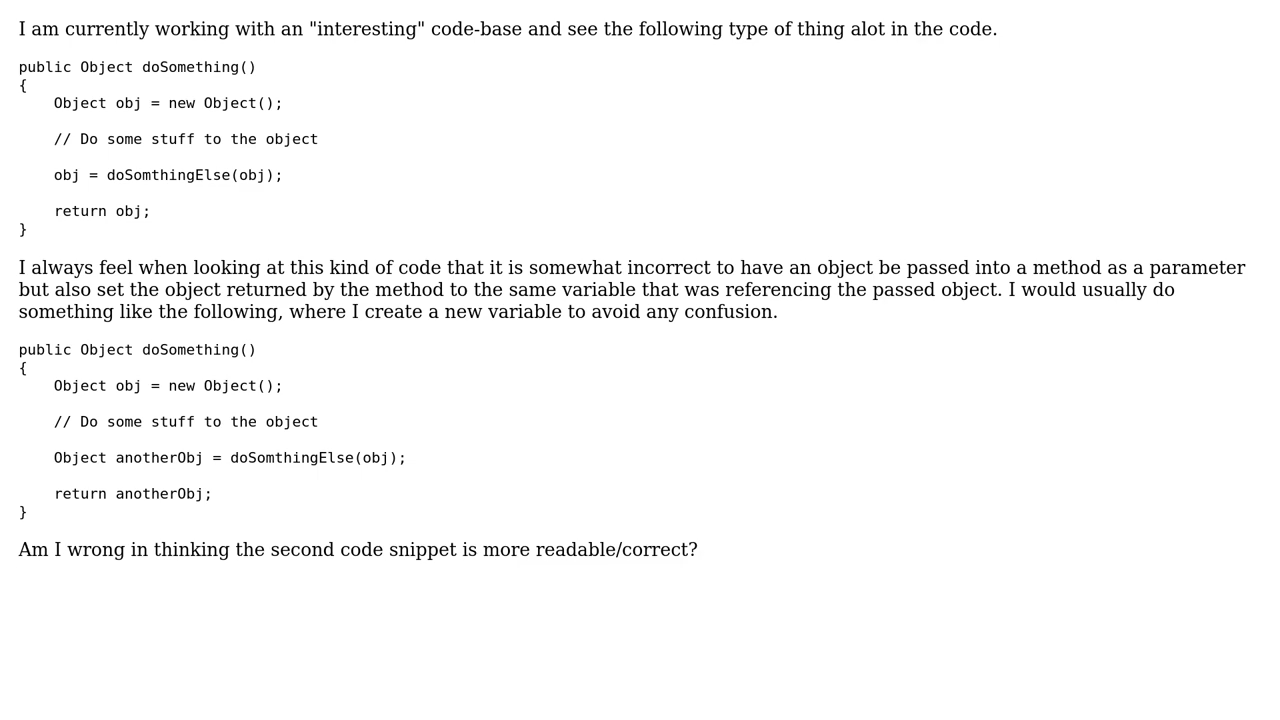 I am currently working with an "interesting" code-base and see the following type of thing alot in the code.
public Object doSomething()
{
    Object obj = new Object();
    // Do some stuff to the object
    obj = doSomthingElse(obj);
    return obj;
}
I always feel when looking at this kind of code that it is somewhat incorrect to have an object be passed into a method as a parameter
but also set the object returned by the method to the same variable that was referencing the passed object. I would usually do
something like the following, where I create a new variable to avoid any confusion.
public Object doSomething()
{
    Object obj = new Object();
    // Do some stuff to the object
    Object anotherObj = doSomthingElse(obj);
    return anotherObj;
}
Am I wrong in thinking the second code snippet is more readable/correct?